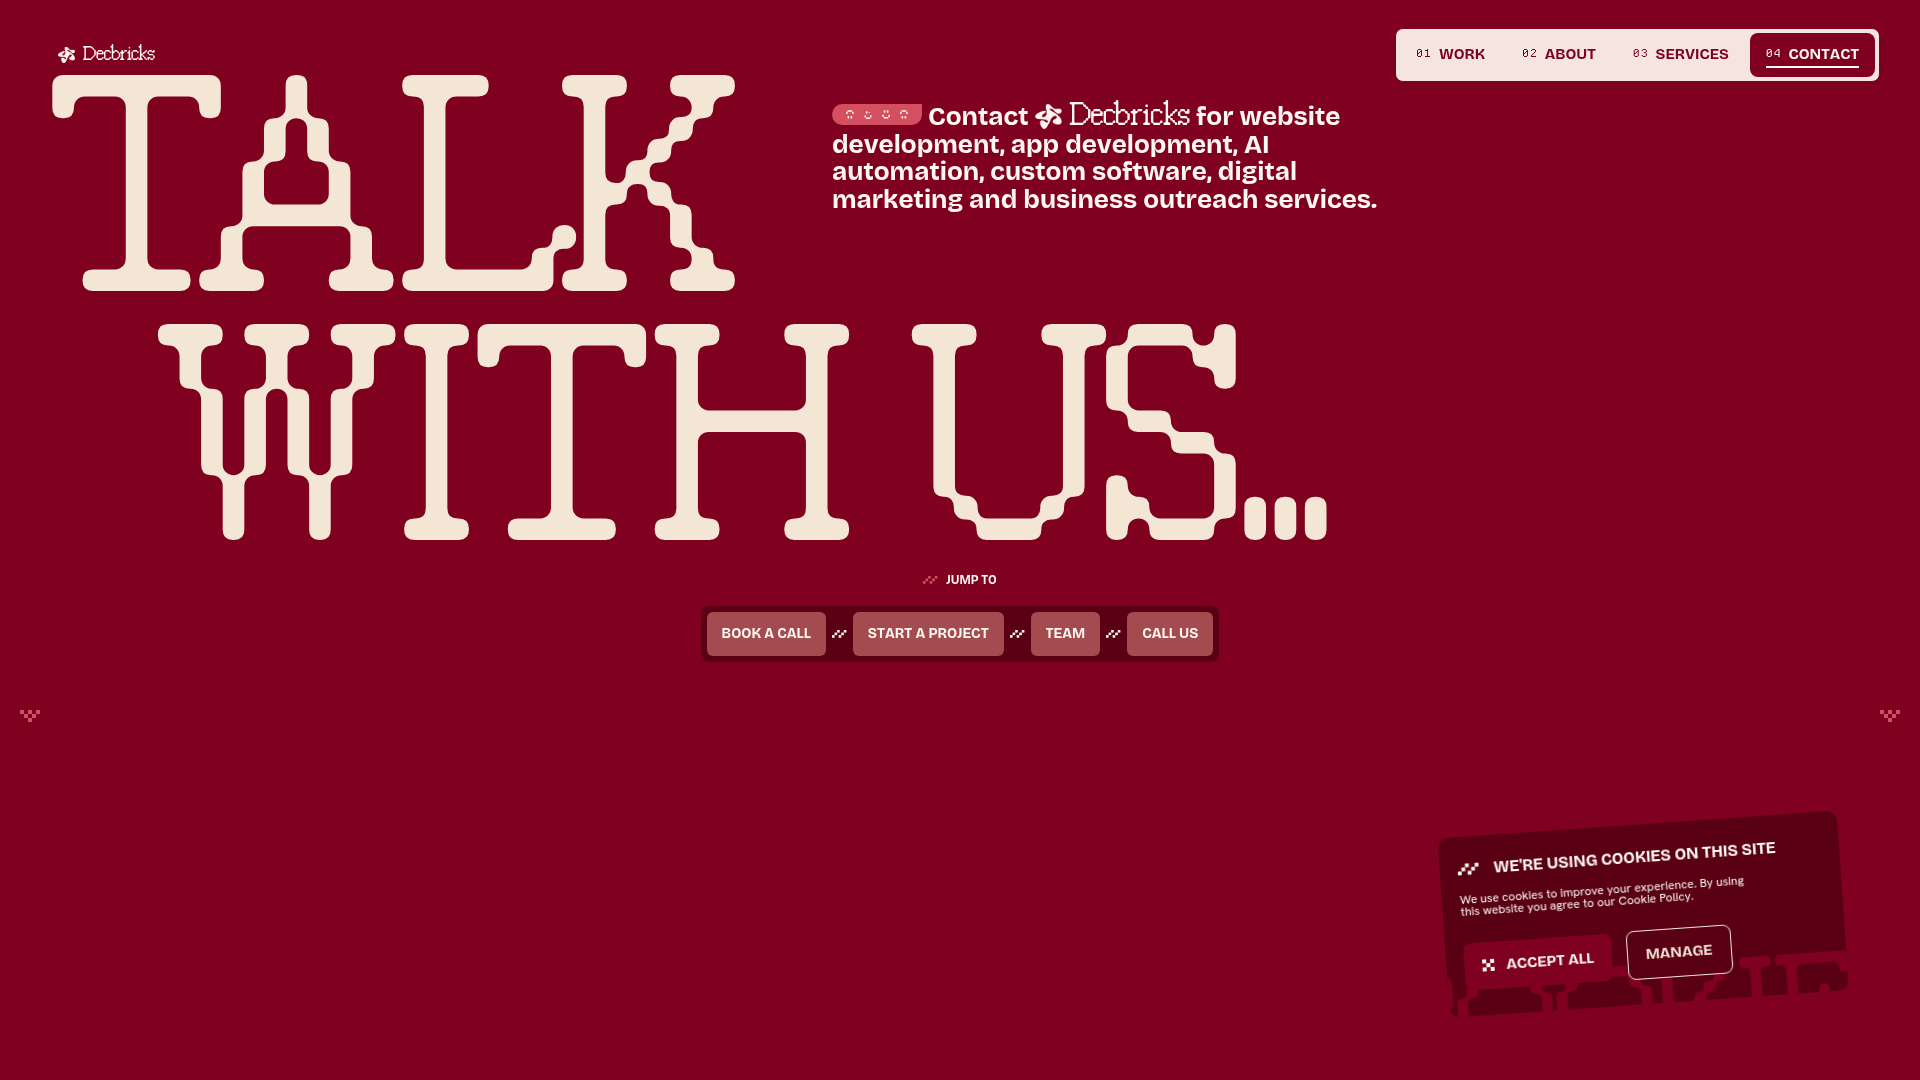 Decbricks
01 WORK 02 ABOUT 03 SERVICES 04 CONTACT
TALK
Contact Decbricks for website
development, app development, AI
automation, custom software, digital
marketing and business outreach services.
WITH US...
JUMP TO
BOOK A CALL START A PROJECT TEAM CALL US
WE'RE USING COOKIES ON THIS SITE
We use cookies to improve your experience. By using
this website you agree to our Cookie Policy.
ACCEPT ALL MANAGE